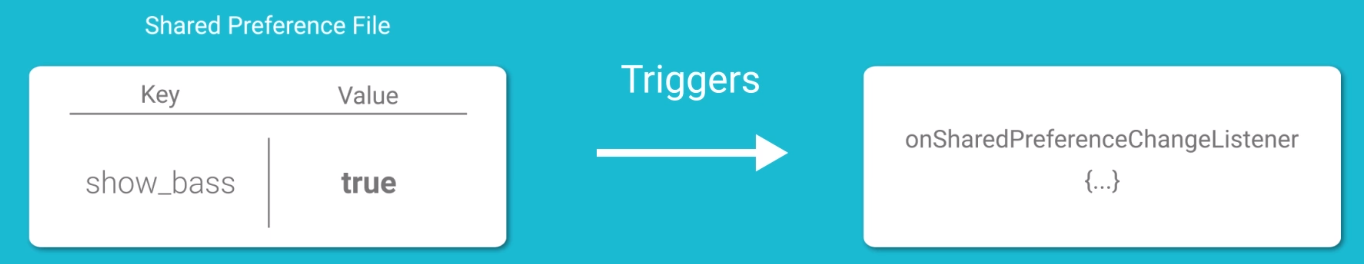 Shared Preference File
Key Value
show_bass true
Triggers
onSharedPreferenceChangeListener
{...}